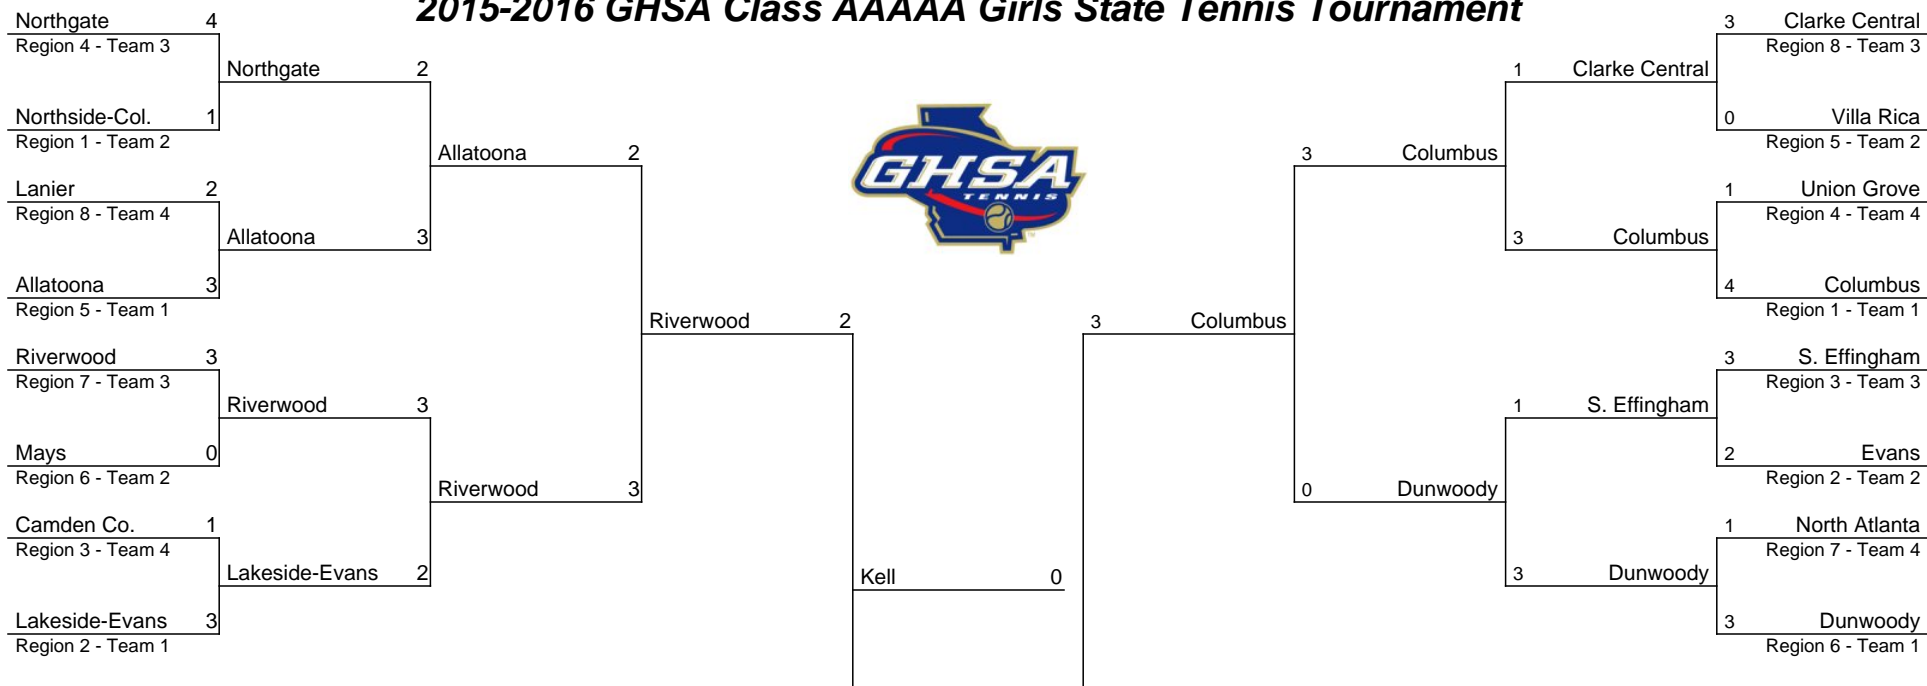 2015-2016 GHSA Class AAAAA Girls State Tennis Tournament
Northgate 4
Region 4 - Team 3
Northgate 2
Northside-Col. 1
Region 1 - Team 2
Allatoona 2
Lanier 2
Region 8 - Team 4
Allatoona 3
Allatoona 3
Region 5 - Team 1
Riverwood 2
Riverwood 3
Region 7 - Team 3
Riverwood 3
Mays 0
Region 6 - Team 2
Riverwood 3
Camden Co. 1
Region 3 - Team 4
Lakeside-Evans 2
Lakeside-Evans 3
Region 2 - Team 1
Kell 0
GHSA
TENNIS
3 Clarke Central
Region 8 - Team 3
1 Clarke Central
0 Villa Rica
Region 5 - Team 2
3 Columbus
1 Union Grove
Region 4 - Team 4
3 Columbus
4 Columbus
Region 1 - Team 1
3 Columbus
3 S. Effingham
Region 3 - Team 3
1 S. Effingham
2 Evans
Region 2 - Team 2
0 Dunwoody
1 North Atlanta
Region 7 - Team 4
3 Dunwoody
3 Dunwoody
Region 6 - Team 1